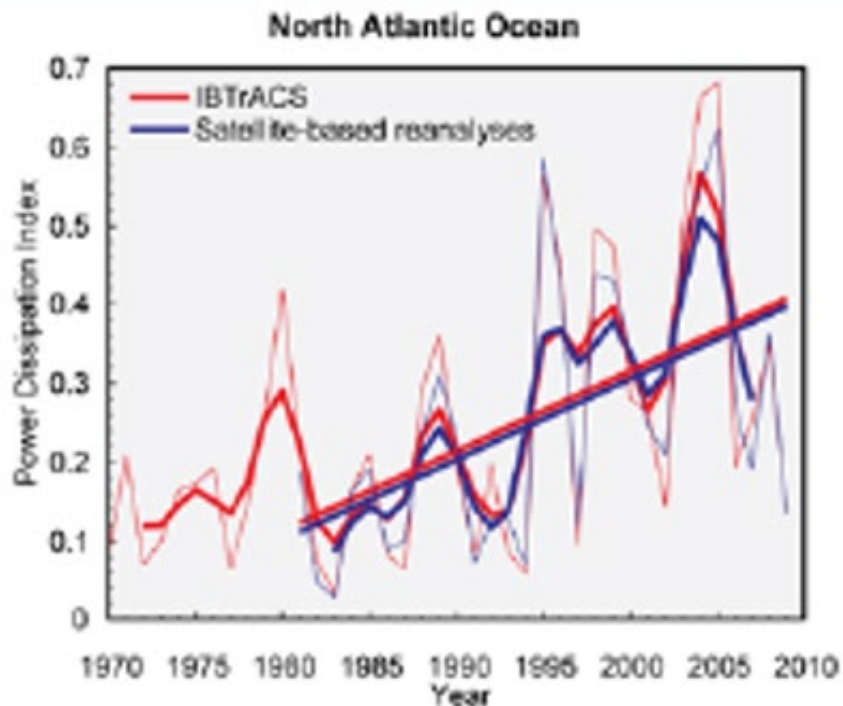 North Atlantic Ocean
0.7
IBTrACS
Satellite-based reanalyses
0.6
0.5
0.4
0.3
0.2
0.1
0
Power Dissipation Index
1970 1975 1980 1985 1990 1995 2000 2005 2010
Year